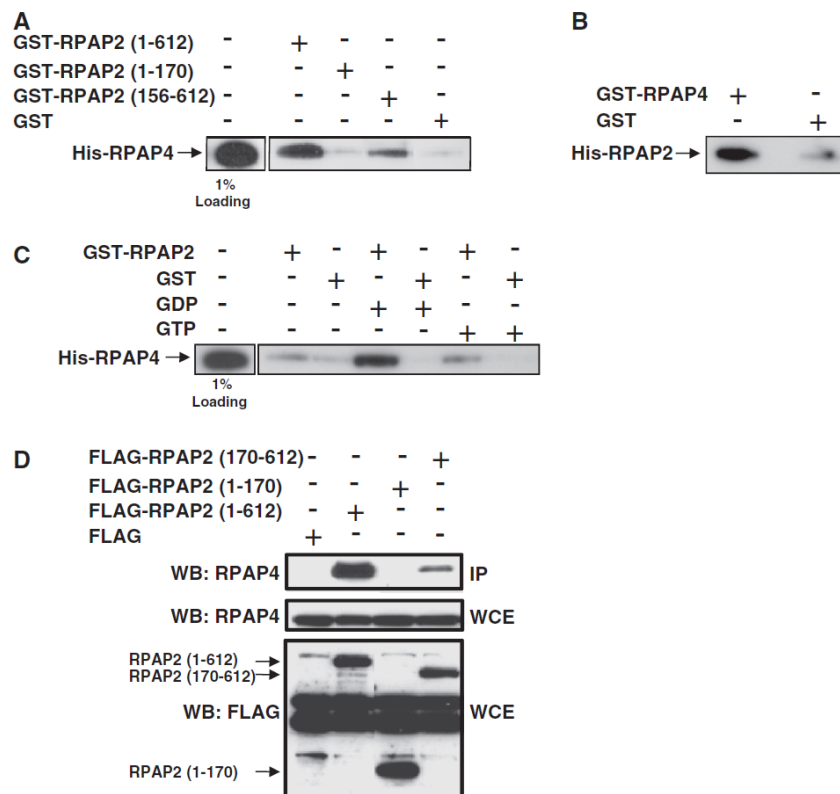 A
GST-RPAP2 (1-612) - + - - -
GST-RPAP2 (1-170) - - + - -
GST-RPAP2 (156-612) - - - + -
GST - - - - +
His-RPAP4
1%
Loading
B
GST-RPAP4 + -
GST - +
His-RPAP2
C
GST-RPAP2 - + - + - + -
GST - - + - + - +
GDP - - - + + - -
GTP - - - - - + +
His-RPAP4
1%
Loading
D
FLAG-RPAP2 (170-612) - - - +
FLAG-RPAP2 (1-170) - - + -
FLAG-RPAP2 (1-612) - + - -
FLAG + - - -
WB: RPAP4 IP
WB: RPAP4 WCE
RPAP2 (1-612)
RPAP2 (170-612)
WB: FLAG WCE
RPAP2 (1-170)